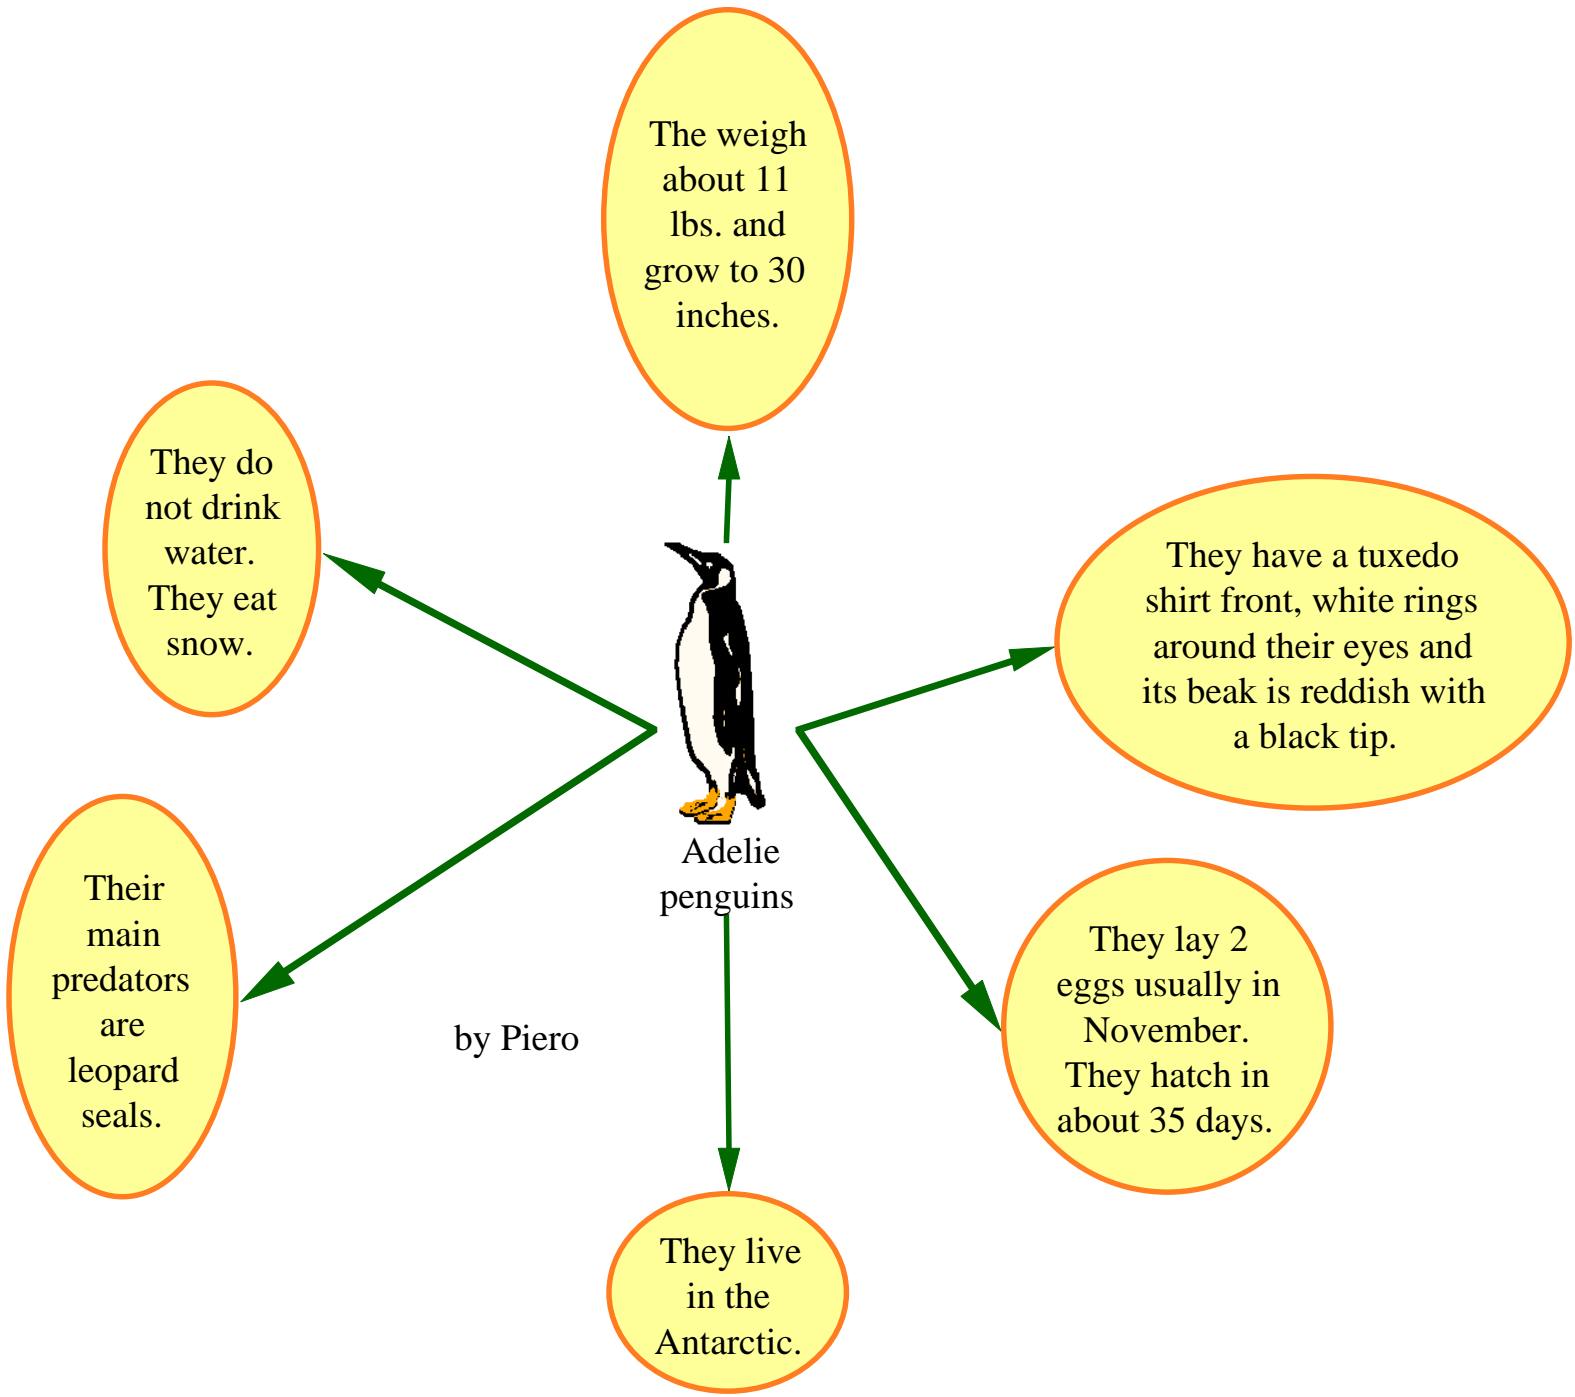 The weigh
about 11
lbs. and
grow to 30
inches.
They do
not drink
water.
They eat
snow.
They have a tuxedo
shirt front, white rings
around their eyes and
its beak is reddish with
a black tip.
Adelie
penguins
Their
main
predators
are
leopard
seals.
They lay 2
eggs usually in
November.
They hatch in
about 35 days.
by Piero
They live
in the
Antarctic.